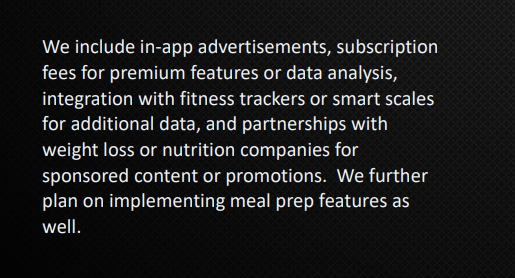 We include in-app advertisements, subscription
fees for premium features or data analysis,
integration with fitness trackers or smart scales
for additional data, and partnerships with
weight loss or nutrition companies for
sponsored content or promotions.  We further
plan on implementing meal prep features as
well.